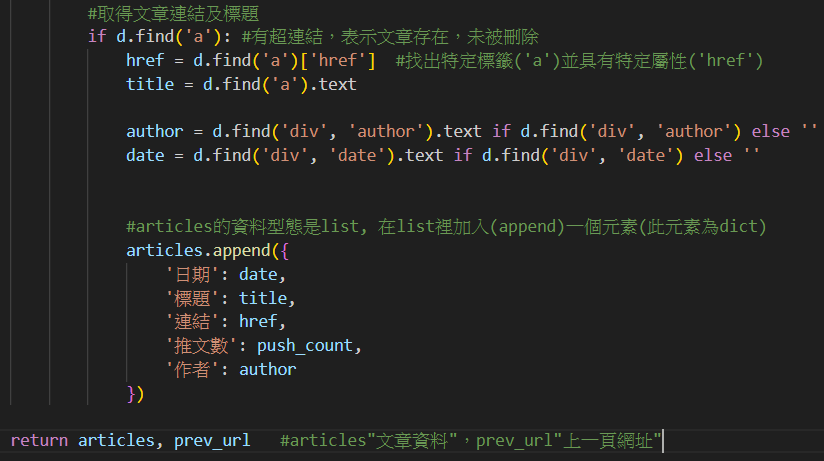 #取得文章連結及標題
if d.find('a'): #有超連結，表示文章存在，未被刪除
href = d.find('a')['href']  #找出特定標籤('a')並具有特定屬性('href')
title = d.find('a').text
author = d.find('div', 'author').text if d.find('div', 'author') else ''
date = d.find('div', 'date').text if d.find('div', 'date') else ''
#articles的資料型態是list, 在list裡加入(append)一個元素(此元素為dict)
articles.append({
'日期': date,
'標題': title,
'連結': href,
'推文數': push_count,
'作者': author
})
return articles, prev_url   #articles"文章資料"，prev_url"上一頁網址"